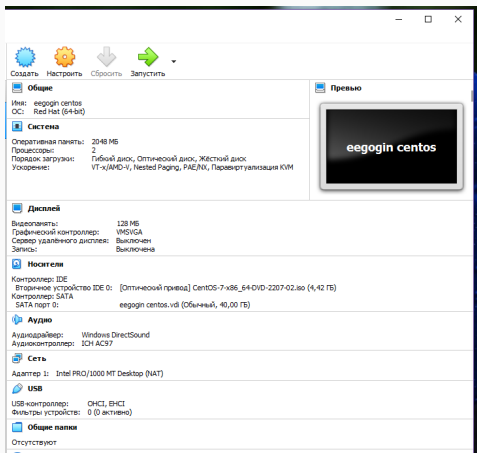 Создать Настроить Сбросить Запустить
Общие
Имя: eegogin centos
ОС: Red Hat (64-bit)
Превью
eegogin centos
Система
Оперативная память: 2048 МБ
Процессоры: 2
Порядок загрузки: Гибкий диск, Оптический диск, Жёсткий диск
Ускорение: VT-x/AMD-V, Nested Paging, PAE/NX, Паравиртуализация KVM
Дисплей
Видеопамять: 128 МБ
Графический контроллер: VMSVGA
Сервер удалённого дисплея: Выключен
Запись: Выключена
Носители
Контроллер: IDE
Вторичное устройство IDE 0: [Оптический привод] CentOS-7-x86_64-DVD-2207-02.iso (4,42 ГБ)
Контроллер: SATA
SATA порт 0: eegogin centos.vdi (Обычный, 40,00 ГБ)
Аудио
Аудиодрайвер: Windows DirectSound
Аудиоконтроллер: ICH AC97
Сеть
Адаптер 1: Intel PRO/1000 MT Desktop (NAT)
USB
USB-контроллер: OHCI, EHCI
Фильтры устройств: 0 (0 активно)
Общие папки
Отсутствуют